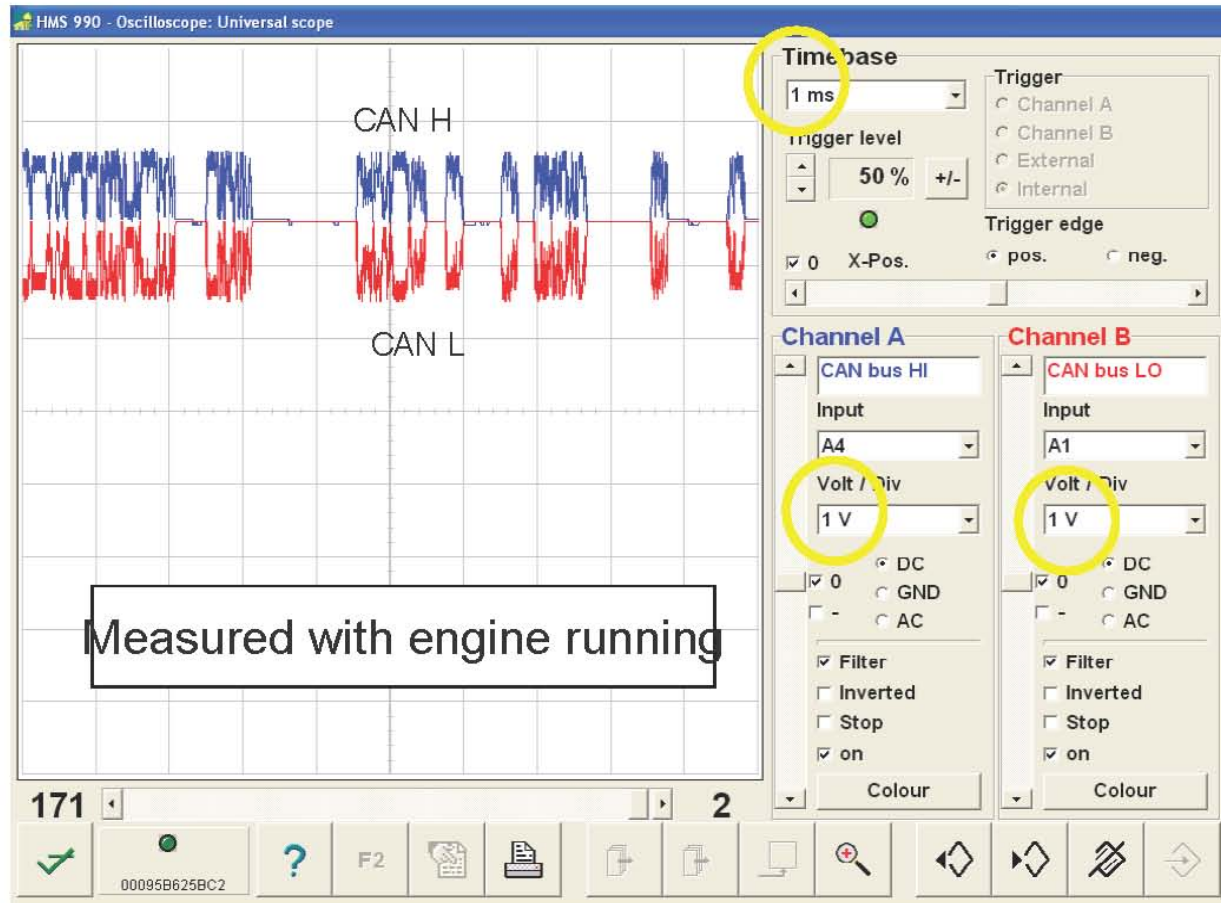 HMS 990 - Oscilloscope: Universal scope
CAN H
CAN L
Measured with engine running
171
2
Timebase
1 ms
Trigger level
50 %
+/-
0 X-Pos.
Trigger
Channel A
Channel B
External
Internal
Trigger edge
pos. neg.
Channel A
CAN bus HI
Input
A4
Volt / Div
1 V
DC
0
GND
-
AC
Filter
Inverted
Stop
on
Colour
Channel B
CAN bus LO
Input
A1
Volt / Div
1 V
DC
0
GND
-
AC
Filter
Inverted
Stop
on
Colour
00095B625BC2
?
F2